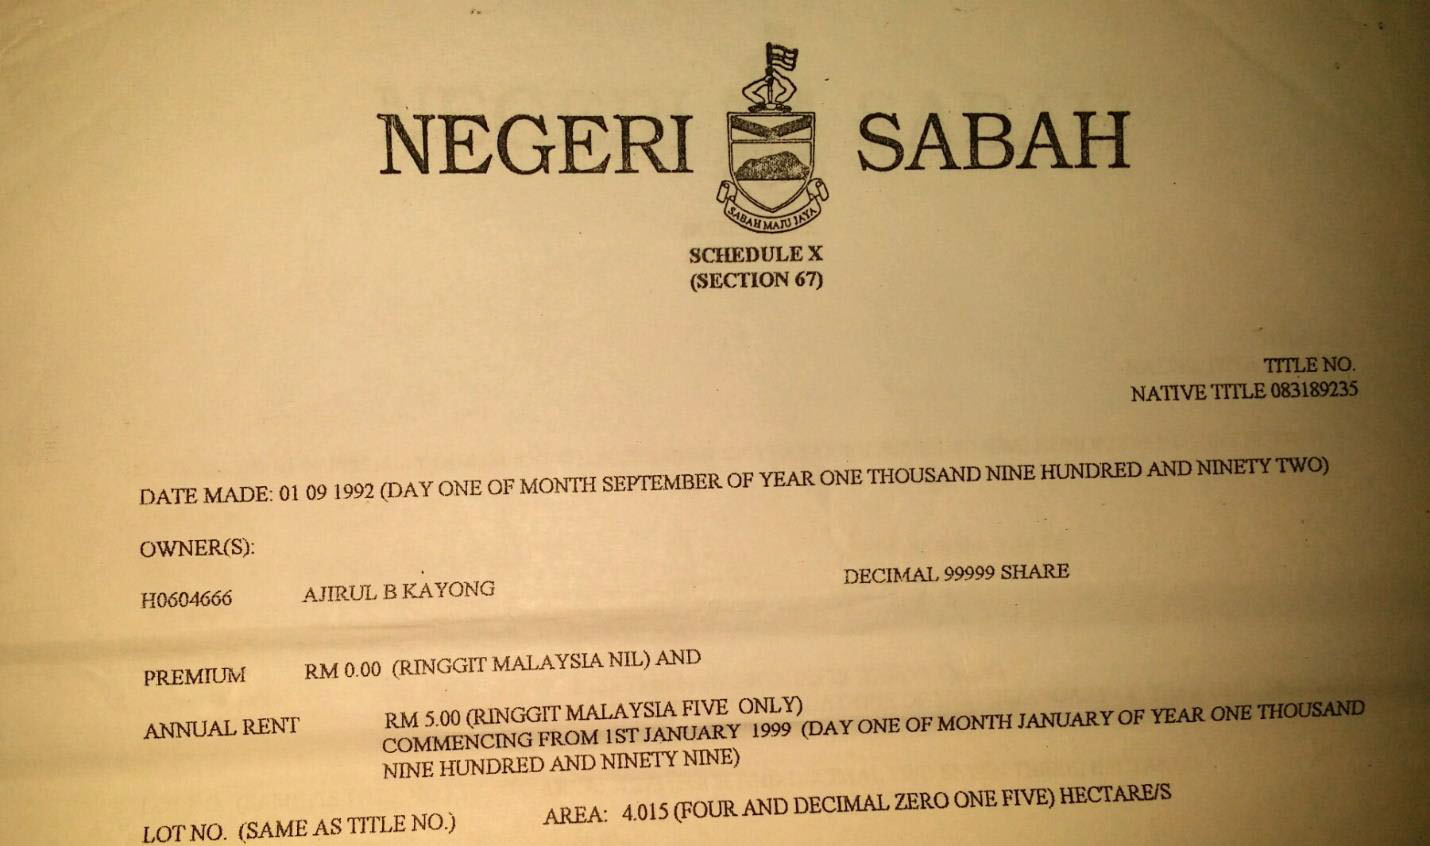 NEGERI SABAH
SABAH MAJU JAYA
SCHEDULE X
(SECTION 67)
TITLE NO.
NATIVE TITLE 083189235
DATE MADE: 01 09 1992 (DAY ONE OF MONTH SEPTEMBER OF YEAR ONE THOUSAND NINE HUNDRED AND NINETY TWO)
OWNER(S):
H0604666 AJIRUL B KAYONG DECIMAL 99999 SHARE
PREMIUM RM 0.00 (RINGGIT MALAYSIA NIL) AND
ANNUAL RENT RM 5.00 (RINGGIT MALAYSIA FIVE ONLY)
COMMENCING FROM 1ST JANUARY 1999 (DAY ONE OF MONTH JANUARY OF YEAR ONE THOUSAND
NINE HUNDRED AND NINETY NINE)
LOT NO. (SAME AS TITLE NO.) AREA: 4.015 (FOUR AND DECIMAL ZERO ONE FIVE) HECTARE/S